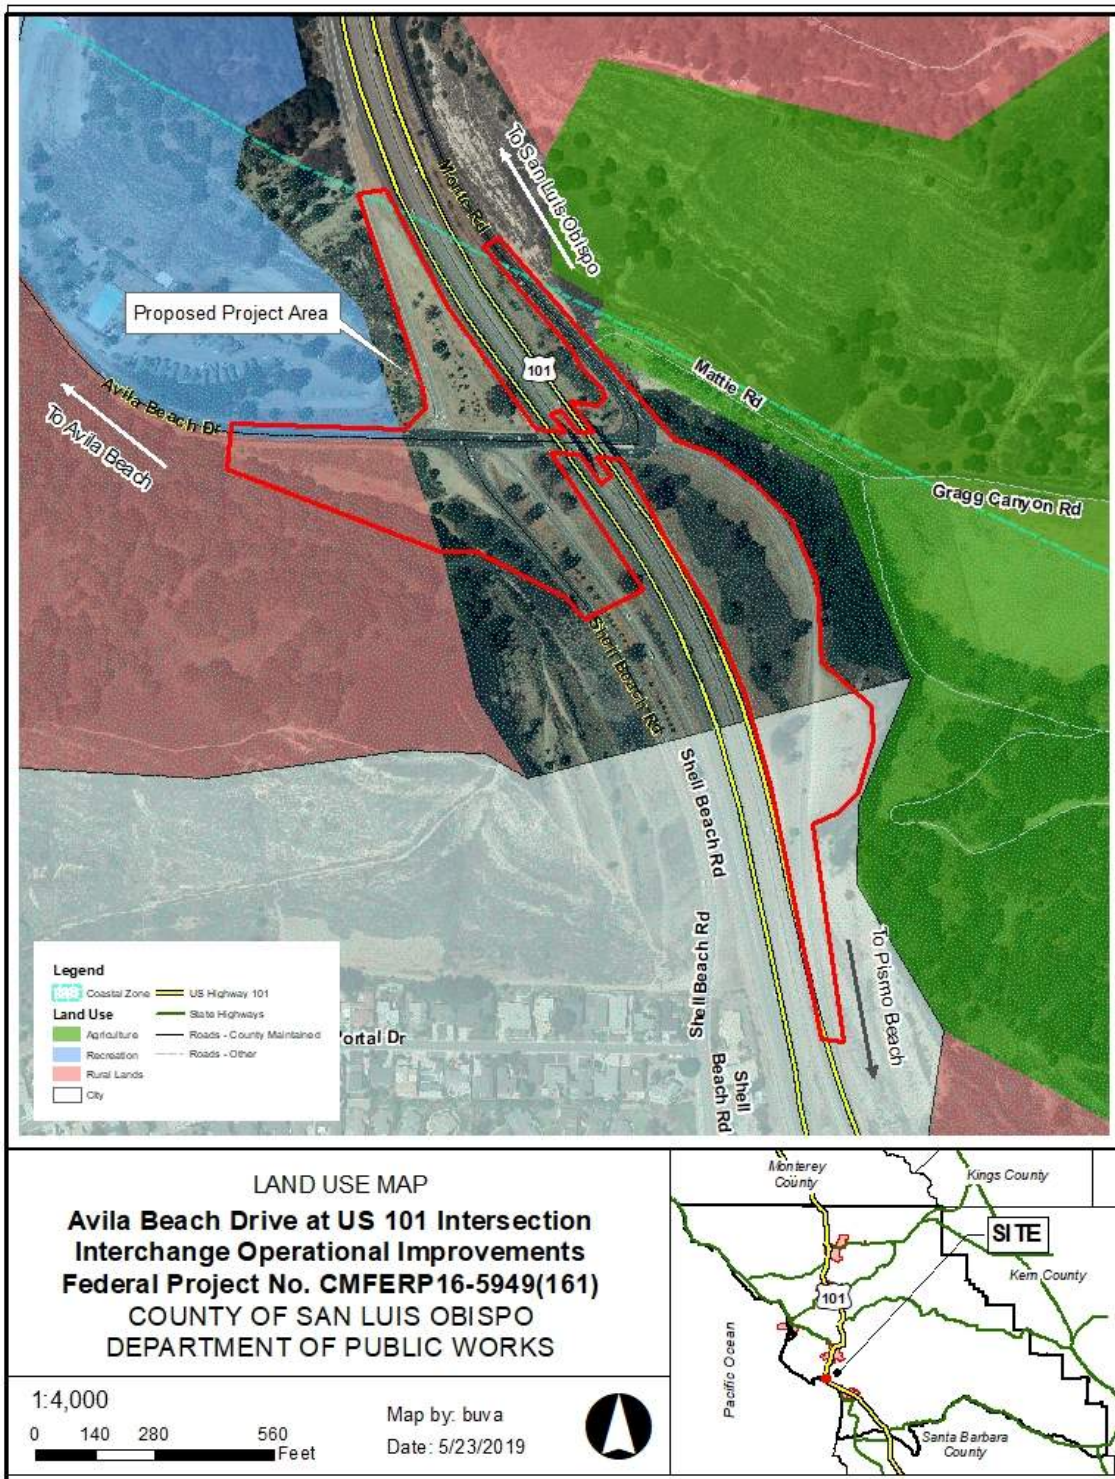 To San Luis Obispo
Monte Rd
Proposed Project Area
101
Mattie Rd
Avila Beach Dr
To Avila Beach
Gragg Canyon Rd
Shell Beach Rd
Shell Beach Rd
Shell Beach Rd
To Pismo Beach
Portal Dr
Shell
Beach Rd
Legend
Coastal Zone
US Highway 101
Land Use
State Highways
Agriculture
Roads - County Maintained
Recreation
Roads - Other
Rural Lands
City
LAND USE MAP
Avila Beach Drive at US 101 Intersection
Interchange Operational Improvements
Federal Project No. CMFERP16-5949(161)
COUNTY OF SAN LUIS OBISPO
DEPARTMENT OF PUBLIC WORKS
1:4,000
0 140 280 560
Feet
Map by: buva
Date: 5/23/2019
N
Monterey
County
Kings County
SITE
Kern County
101
Pacific Ocean
Santa Barbara
County